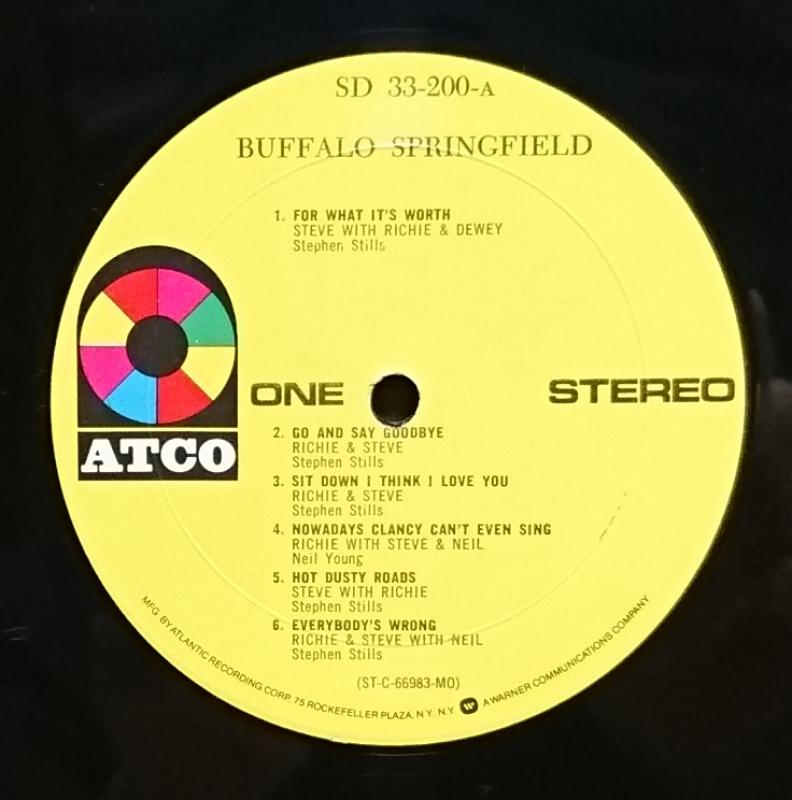 SD 33-200-A
BUFFALO SPRINGFIELD
1. FOR WHAT IT'S WORTH
STEVE WITH RICHIE & DEWEY
Stephen Stills
ATCO
ONE
STEREO
2. GO AND SAY GOODBYE
RICHIE & STEVE
Stephen Stills
3. SIT DOWN I THINK I LOVE YOU
RICHIE & STEVE
Stephen Stills
4. NOWADAYS CLANCY CAN'T EVEN SING
RICHIE WITH STEVE & NEIL
Neil Young
5. HOT DUSTY ROADS
STEVE WITH RICHIE
Stephen Stills
6. EVERYBODY'S WRONG
RICHIE & STEVE WITH NEIL
Stephen Stills
(ST-C-66983-MO)
MFG. BY ATLANTIC RECORDING CORP. 75 ROCKEFELLER PLAZA, N.Y. N.Y. W A WARNER COMMUNICATIONS COMPANY